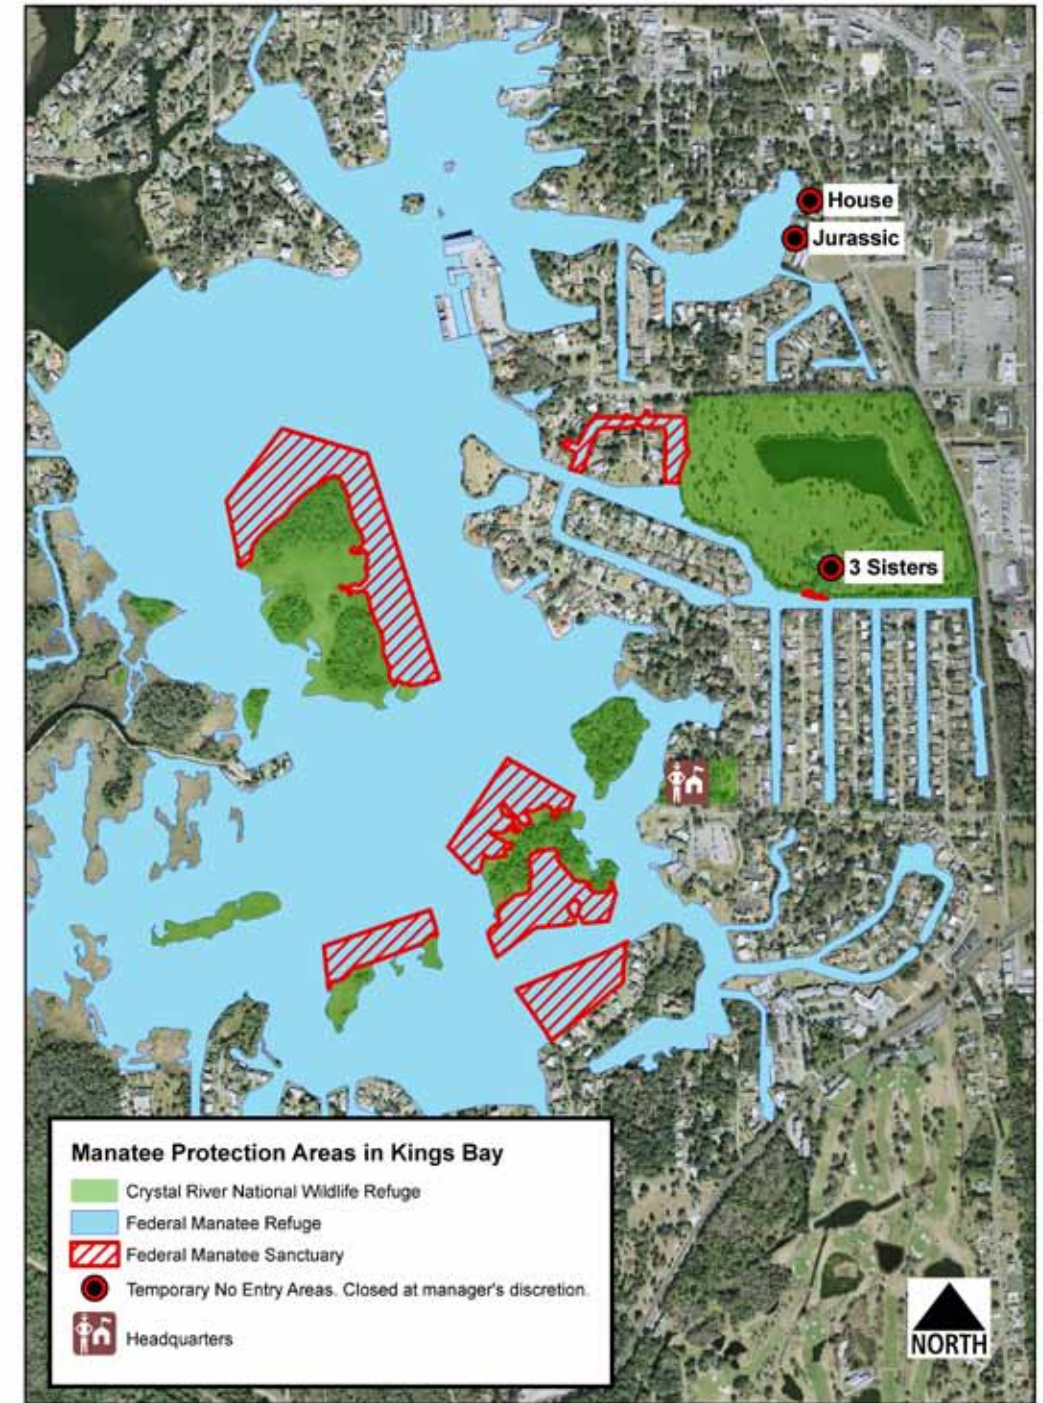 House
Jurassic
3 Sisters
Manatee Protection Areas in Kings Bay
Crystal River National Wildlife Refuge
Federal Manatee Refuge
Federal Manatee Sanctuary
Temporary No Entry Areas. Closed at manager's discretion.
Headquarters
NORTH